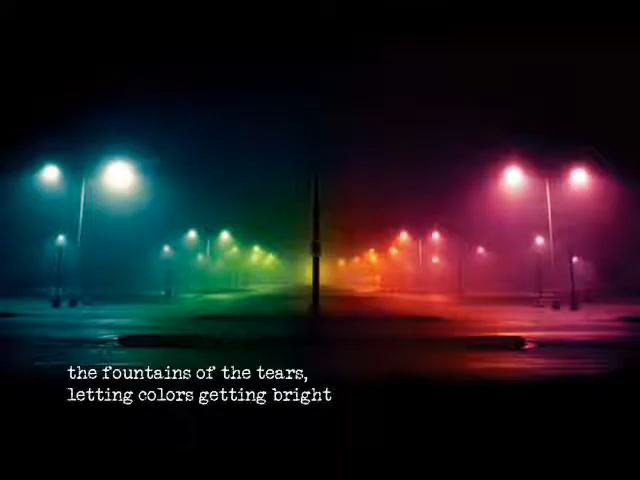 the fountains of the tears,
letting colors getting bright